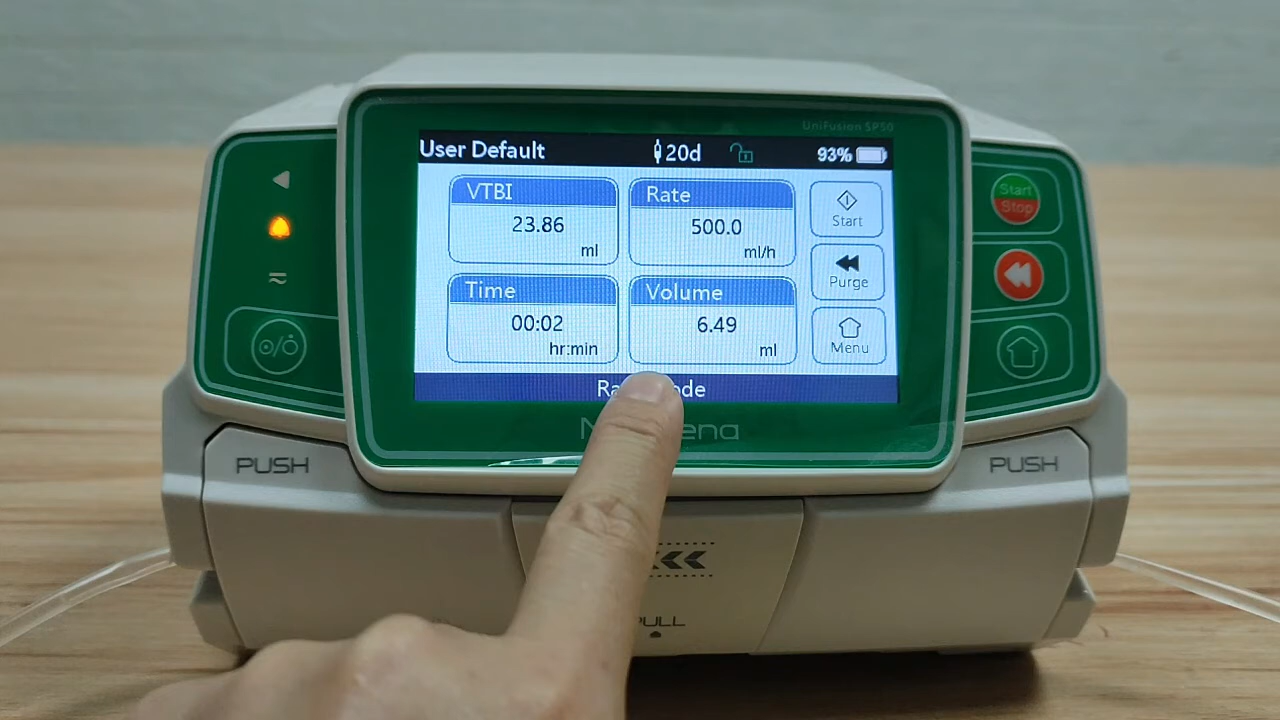 UniFusion SP50
User Default
20d
93%
VTBI
23.86
ml
Rate
500.0
ml/h
Start
Purge
Time
00:02
hr:min
Volume
6.49
ml
Menu
Start
Stop
PUSH
PUSH
PULL